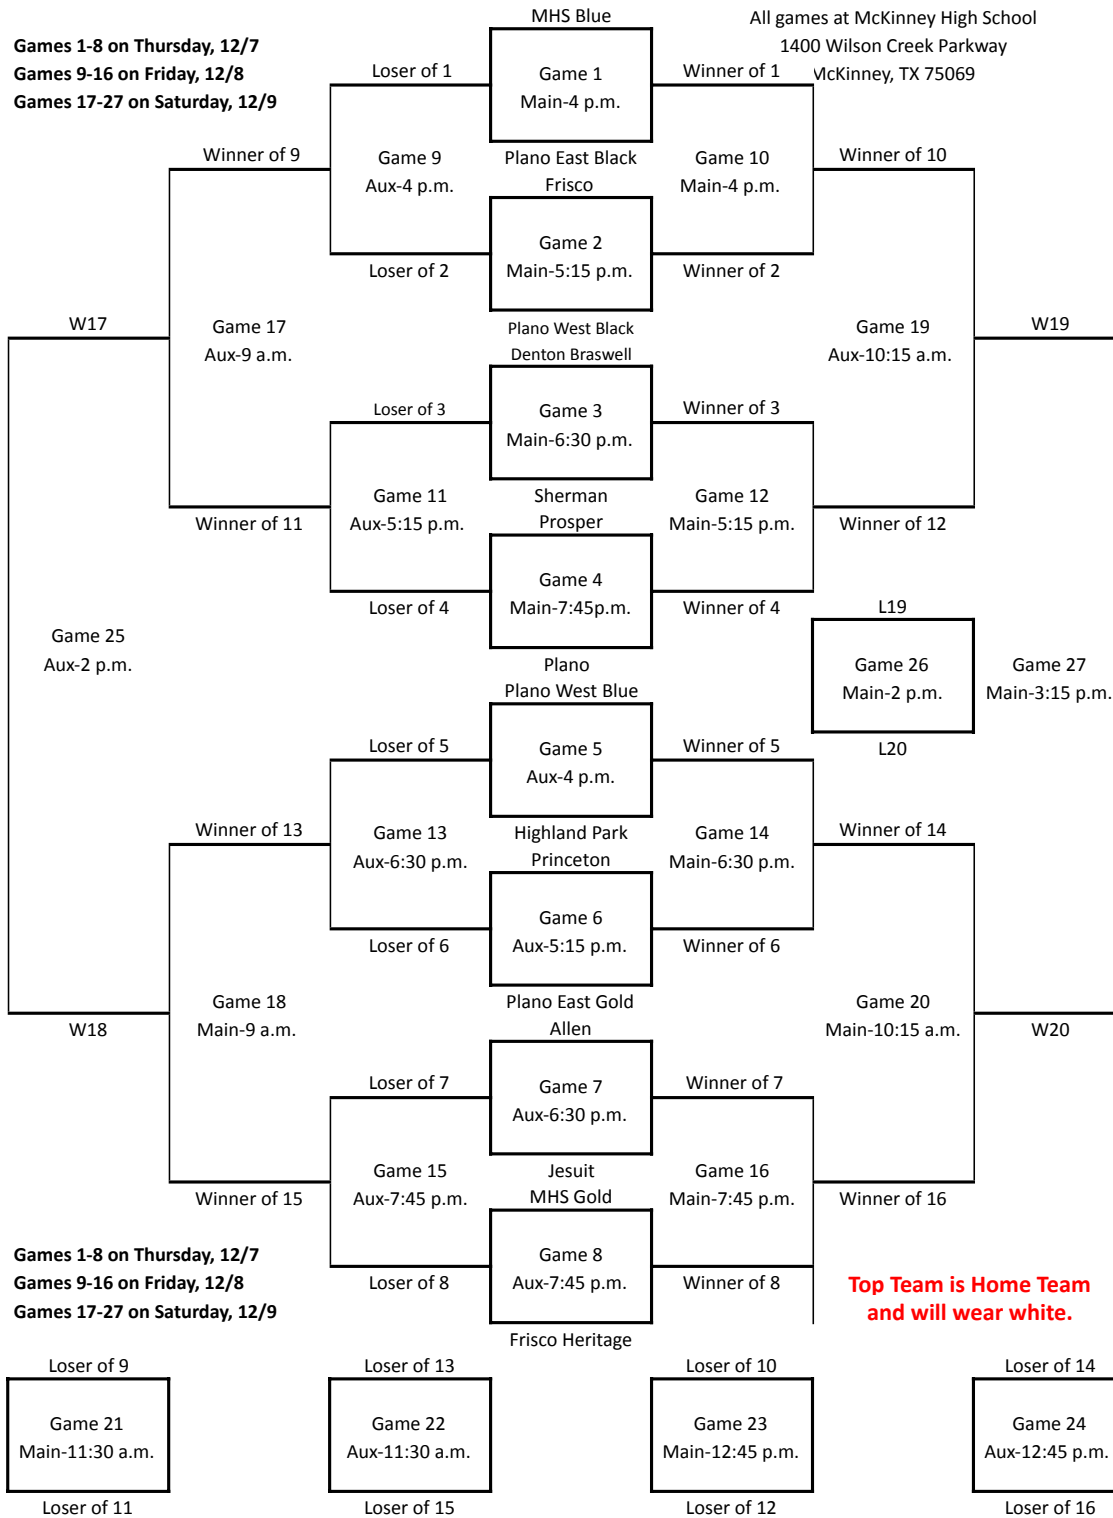 MHS Blue
All games at McKinney High School
Games 1-8 on Thursday, 12/7
1400 Wilson Creek Parkway
Games 9-16 on Friday, 12/8
Loser of 1
Game 1
Winner of 1
McKinney, TX 75069
Games 17-27 on Saturday, 12/9
Main-4 p.m.
Winner of 9
Game 9
Plano East Black
Game 10
Winner of 10
Aux-4 p.m.
Frisco
Main-4 p.m.
Game 2
Loser of 2
Main-5:15 p.m.
Winner of 2
W17
Game 17
Plano West Black
Game 19
W19
Aux-9 a.m.
Denton Braswell
Aux-10:15 a.m.
Loser of 3
Game 3
Winner of 3
Main-6:30 p.m.
Game 11
Sherman
Game 12
Winner of 11
Aux-5:15 p.m.
Prosper
Main-5:15 p.m.
Winner of 12
Game 4
Loser of 4
Main-7:45p.m.
Winner of 4
L19
Game 25
Aux-2 p.m.
Plano
Game 26
Game 27
Plano West Blue
Main-2 p.m.
Main-3:15 p.m.
Loser of 5
Game 5
Winner of 5
L20
Aux-4 p.m.
Winner of 13
Game 13
Highland Park
Game 14
Winner of 14
Aux-6:30 p.m.
Princeton
Main-6:30 p.m.
Game 6
Loser of 6
Aux-5:15 p.m.
Winner of 6
Game 18
Plano East Gold
Game 20
W18
Main-9 a.m.
Allen
Main-10:15 a.m.
W20
Loser of 7
Game 7
Winner of 7
Aux-6:30 p.m.
Game 15
Jesuit
Game 16
Winner of 15
Aux-7:45 p.m.
MHS Gold
Main-7:45 p.m.
Winner of 16
Games 1-8 on Thursday, 12/7
Game 8
Games 9-16 on Friday, 12/8
Loser of 8
Aux-7:45 p.m.
Winner of 8
Top Team is Home Team
Games 17-27 on Saturday, 12/9
and will wear white.
Frisco Heritage
Loser of 9
Loser of 13
Loser of 10
Loser of 14
Game 21
Game 22
Game 23
Game 24
Main-11:30 a.m.
Aux-11:30 a.m.
Main-12:45 p.m.
Aux-12:45 p.m.
Loser of 11
Loser of 15
Loser of 12
Loser of 16